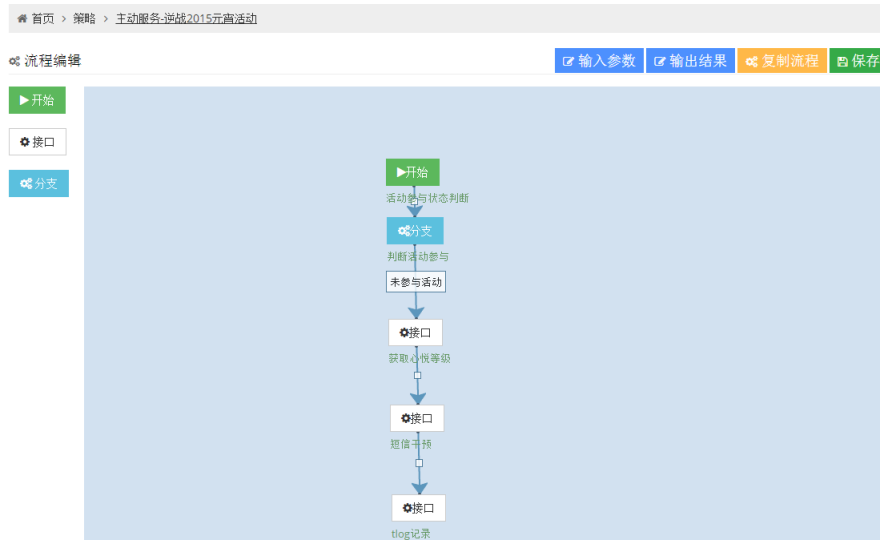 首页 > 策略 > 主动服务-逆战2015元宵活动
流程编辑
输入参数
输出结果
复制流程
保存
开始
接口
分支
开始
活动参与状态判断
分支
判断活动参与
未参与活动
接口
获取心悦等级
接口
短信干预
接口
tlog记录